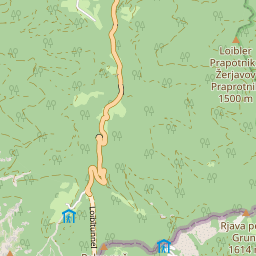 Loibler
Prapotnik
Žerjavov
Praprotni
1500 m
Loibltunnel
Rjava pe
Grun
1614 m